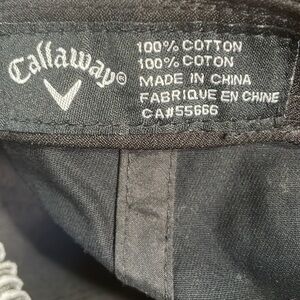 Callaway®
100% COTTON
100% COTON
MADE IN CHINA
FABRIQUE EN CHINE
CA#55666